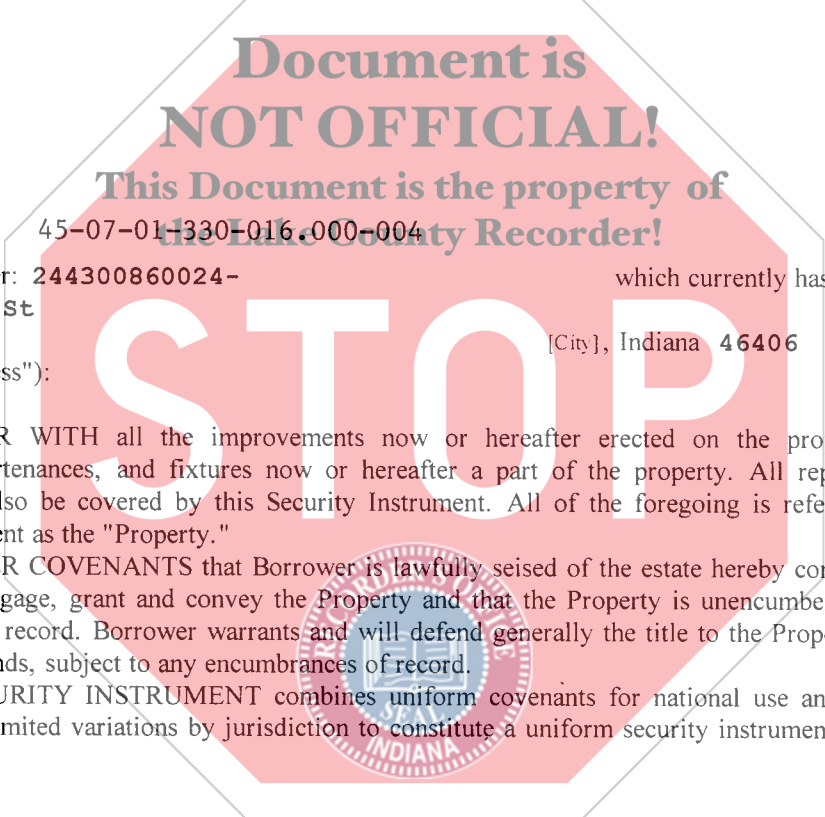 Document is
NOT OFFICIAL!
This Document is the property of
the Lake County Recorder!
45-07-01-330-016.000-004
r: 244300860024- which currently has
St
[City], Indiana 46406
ss"):
STOP
R WITH all the improvements now or hereafter erected on the pro
rtenances, and fixtures now or hereafter a part of the property. All rep
lso be covered by this Security Instrument. All of the foregoing is refe
ent as the "Property."
ER COVENANTS that Borrower is lawfully seised of the estate hereby con
gage, grant and convey the Property and that the Property is unencumbe
record. Borrower warrants and will defend generally the title to the Prop
nds, subject to any encumbrances of record.
URITY INSTRUMENT combines uniform covenants for national use an
mited variations by jurisdiction to constitute a uniform security instrumen
RECORDER'S OFFICE
SEAL
INDIANA